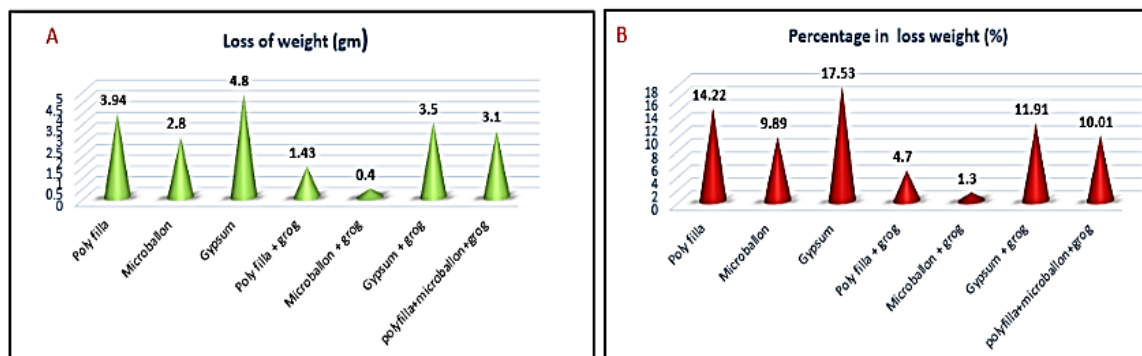 A
Loss of weight (gm)
5
4.5
4
3.5
3
2.5
2
1.5
1
0.5
0
3.94
2.8
4.8
1.43
0.4
3.5
3.1
Poly filla
Microballon
Gypsum
Poly filla + grog
Microballon + grog
Gypsum + grog
polyfilla+microballon+grog
B
Percentage in loss weight (%)
18
16
14
12
10
8
6
4
2
0
14.22
9.89
17.53
4.7
1.3
11.91
10.01
Poly filla
Microballon
Gypsum
Poly filla + grog
Microballon + grog
Gypsum + grog
polyfilla+microballon+grog